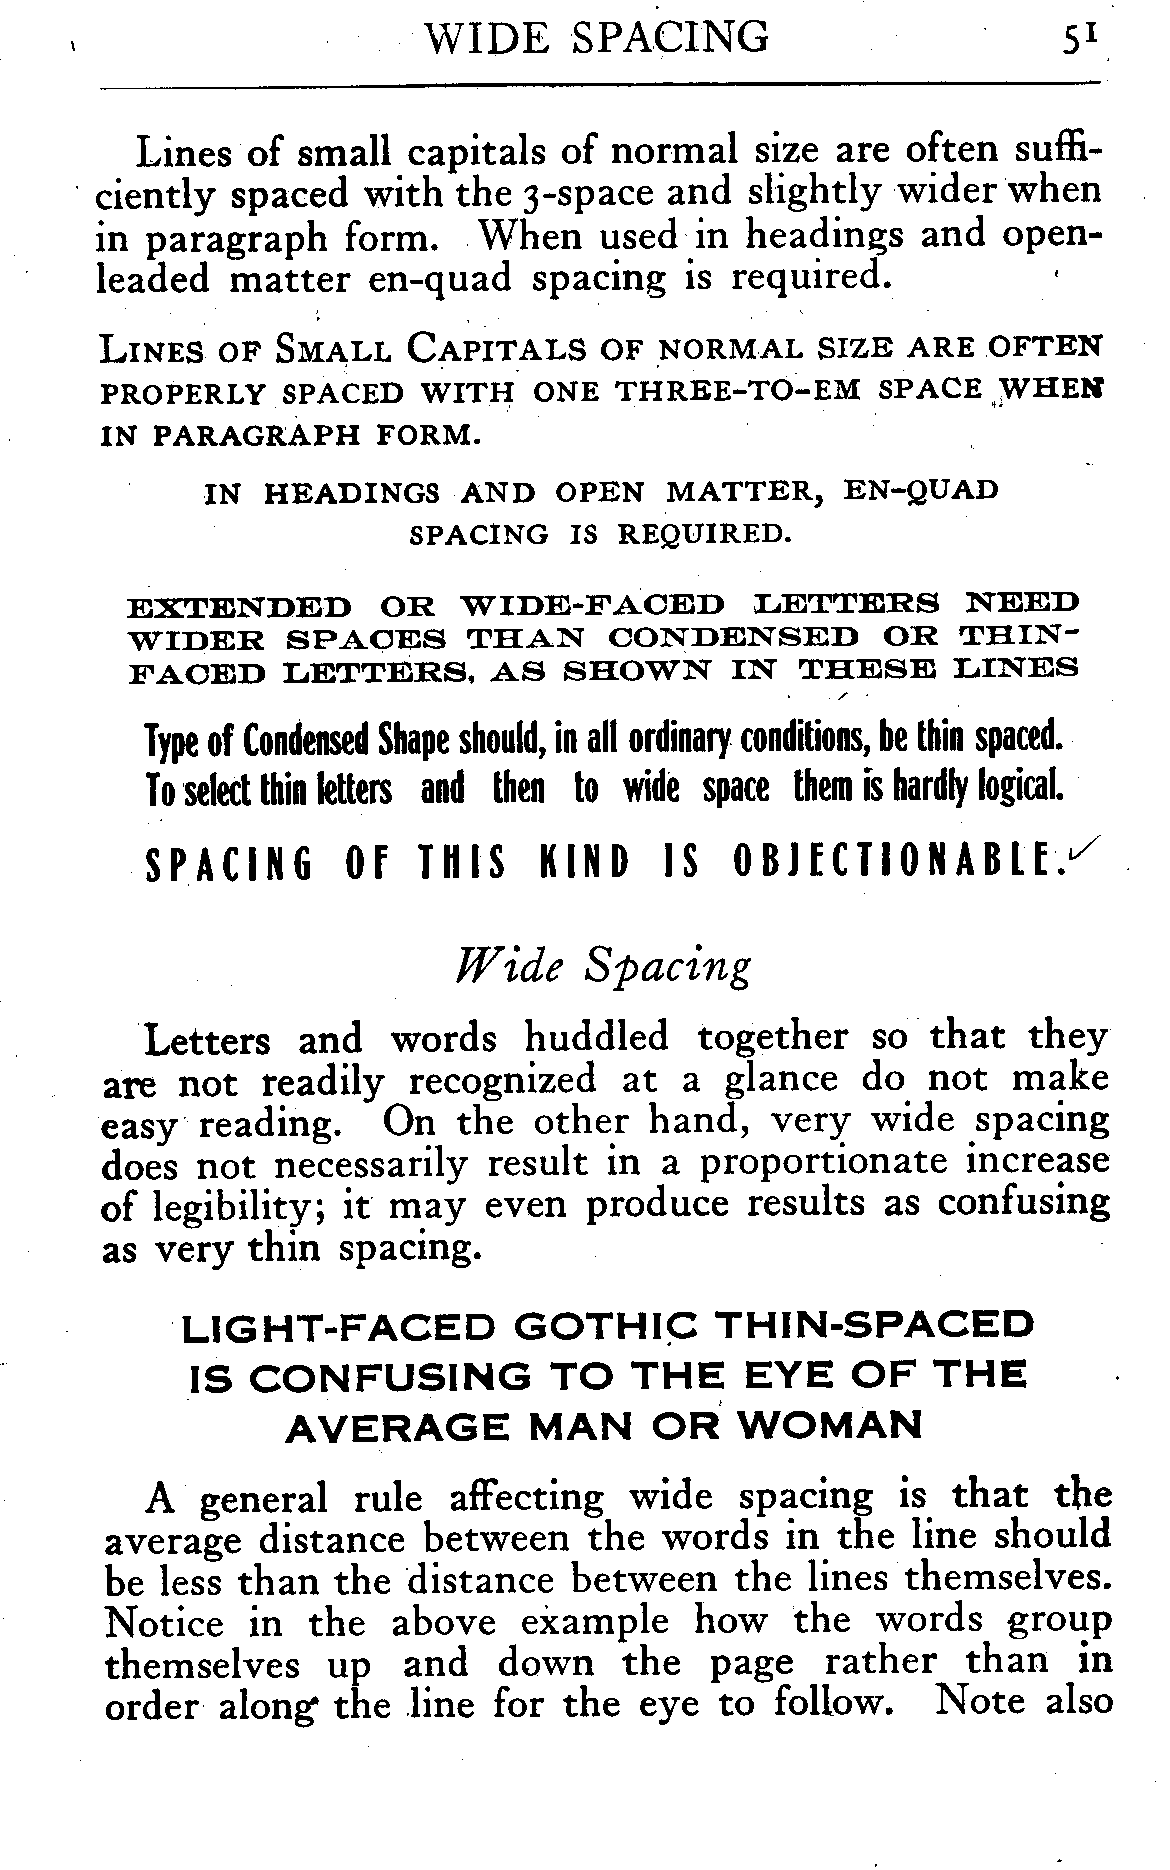 WIDE SPACING 51
Lines of small capitals of normal size are often suffi-
ciently spaced with the 3-space and slightly wider when
in paragraph form. When used in headings and open-
leaded matter en-quad spacing is required.
LINES OF SMALL CAPITALS OF NORMAL SIZE ARE OFTEN
PROPERLY SPACED WITH ONE THREE-TO-EM SPACE WHEN
IN PARAGRAPH FORM.
IN HEADINGS AND OPEN MATTER, EN-QUAD
SPACING IS REQUIRED.
EXTENDED OR WIDE-FACED LETTERS NEED
WIDER SPACES THAN CONDENSED OR THIN-
FACED LETTERS, AS SHOWN IN THESE LINES
Type of Condensed Shape should, in all ordinary conditions, be thin spaced.
To select thin letters and then to wide space them is hardly logical.
SPACING OF THIS KIND IS OBJECTIONABLE.
Wide Spacing
Letters and words huddled together so that they
are not readily recognized at a glance do not make
easy reading. On the other hand, very wide spacing
does not necessarily result in a proportionate increase
of legibility; it may even produce results as confusing
as very thin spacing.
LIGHT-FACED GOTHIC THIN-SPACED
IS CONFUSING TO THE EYE OF THE
AVERAGE MAN OR WOMAN
A general rule affecting wide spacing is that the
average distance between the words in the line should
be less than the distance between the lines themselves.
Notice in the above example how the words group
themselves up and down the page rather than in
order along the line for the eye to follow. Note also